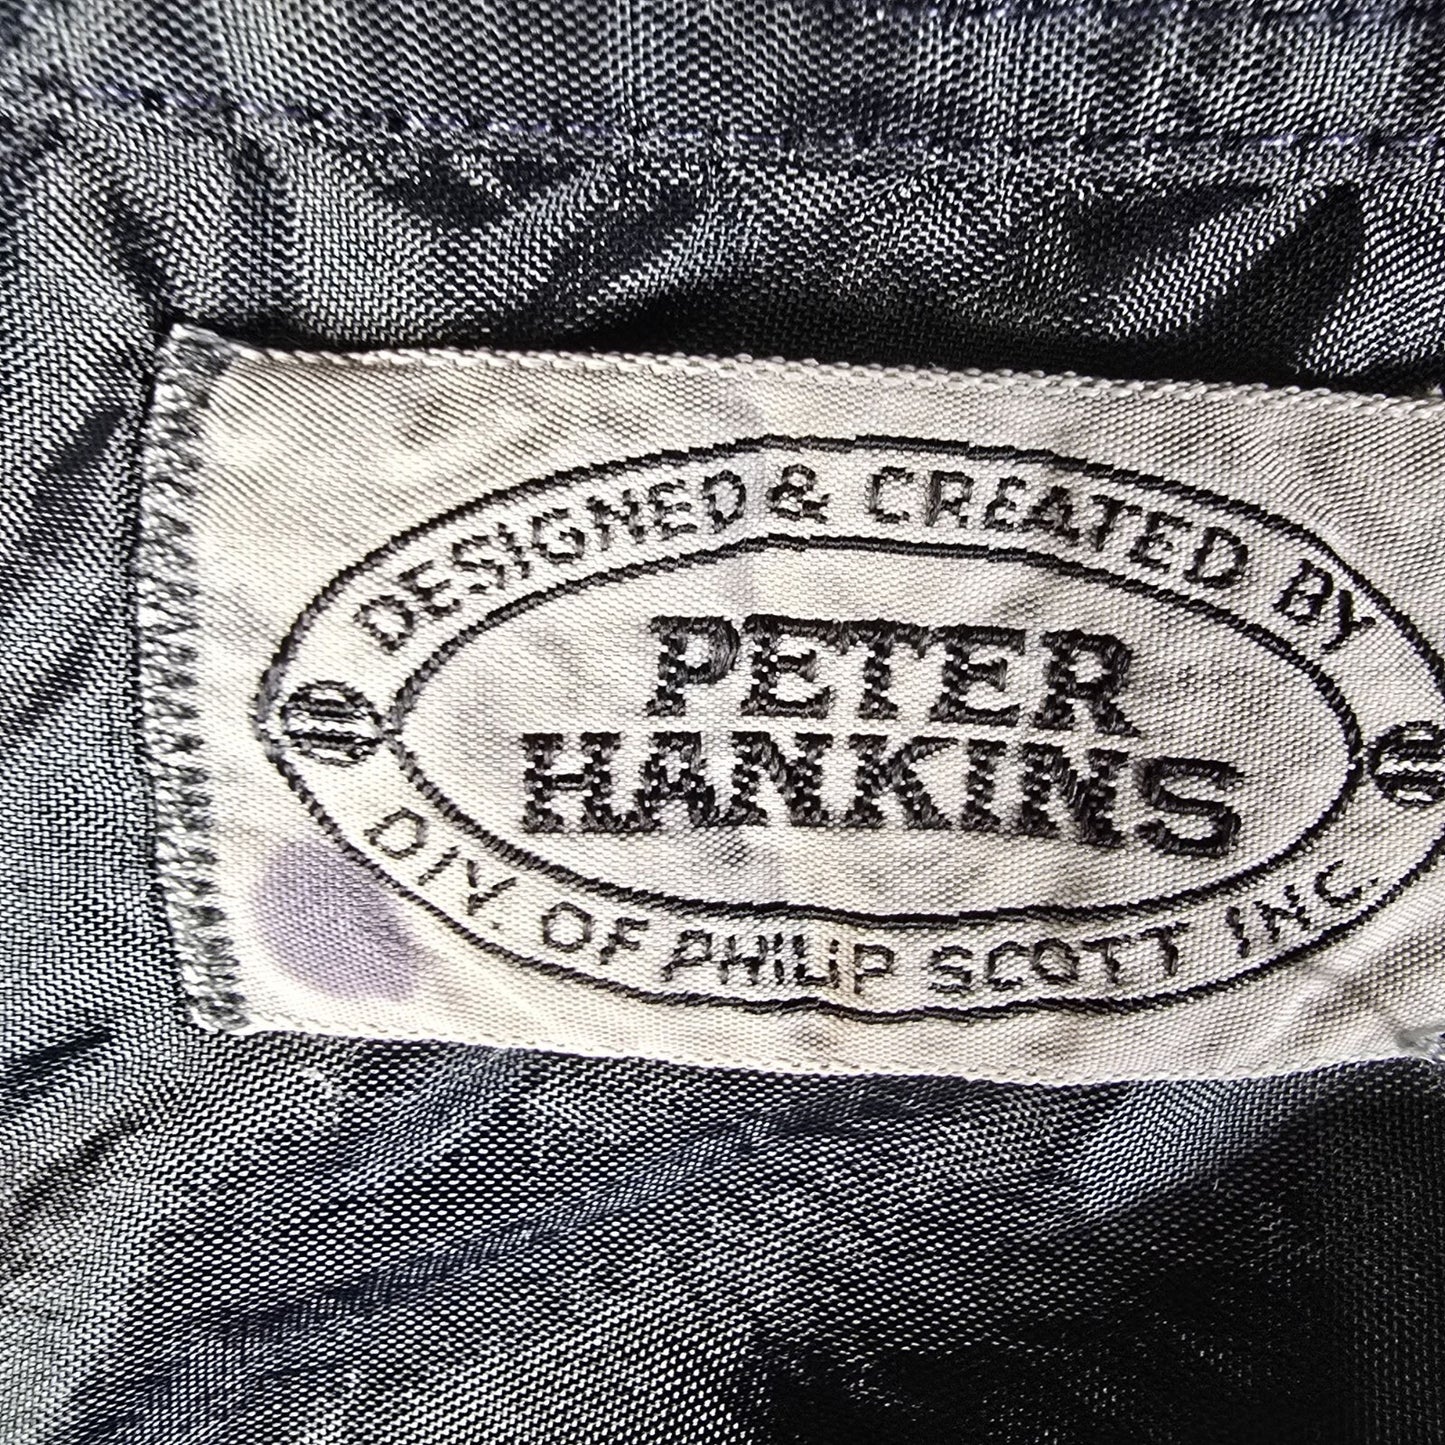 DESIGNED & CREATED BY
PETER
HANKINS
DIV. OF PHILIP SCOTT INC.